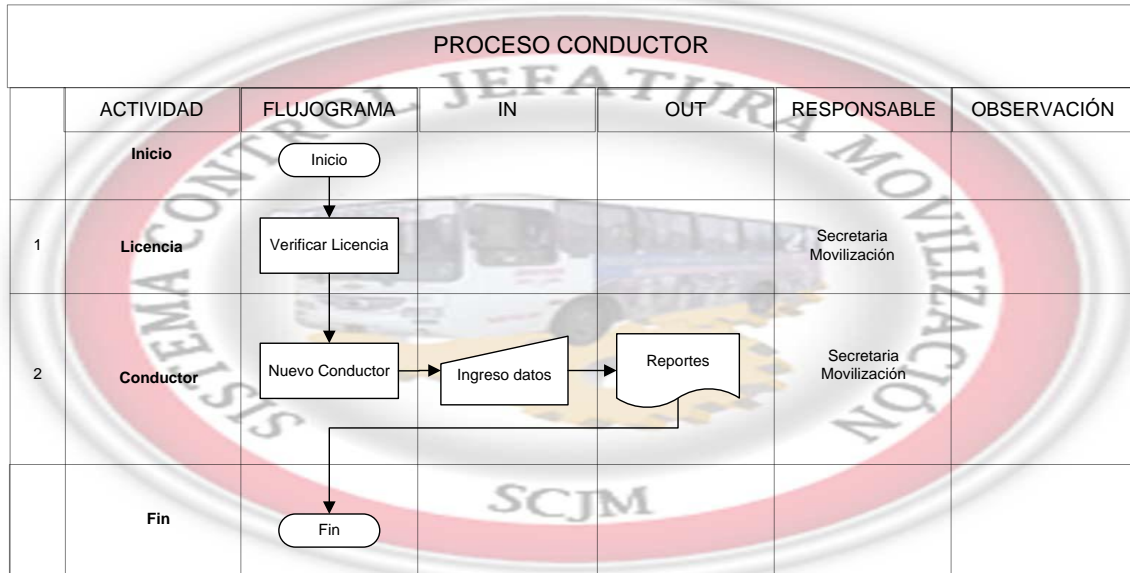 PROCESO CONDUCTOR
ACTIVIDAD FLUJOGRAMA IN OUT RESPONSABLE OBSERVACIÓN
Inicio Inicio
1 Licencia Verificar Licencia Secretaria
Movilización
2 Conductor Nuevo Conductor Ingreso datos Reportes Secretaria
Movilización
Fin Fin
SISTEMA CONTROL JEFATURA MOVILIZACIÓN
SCJM